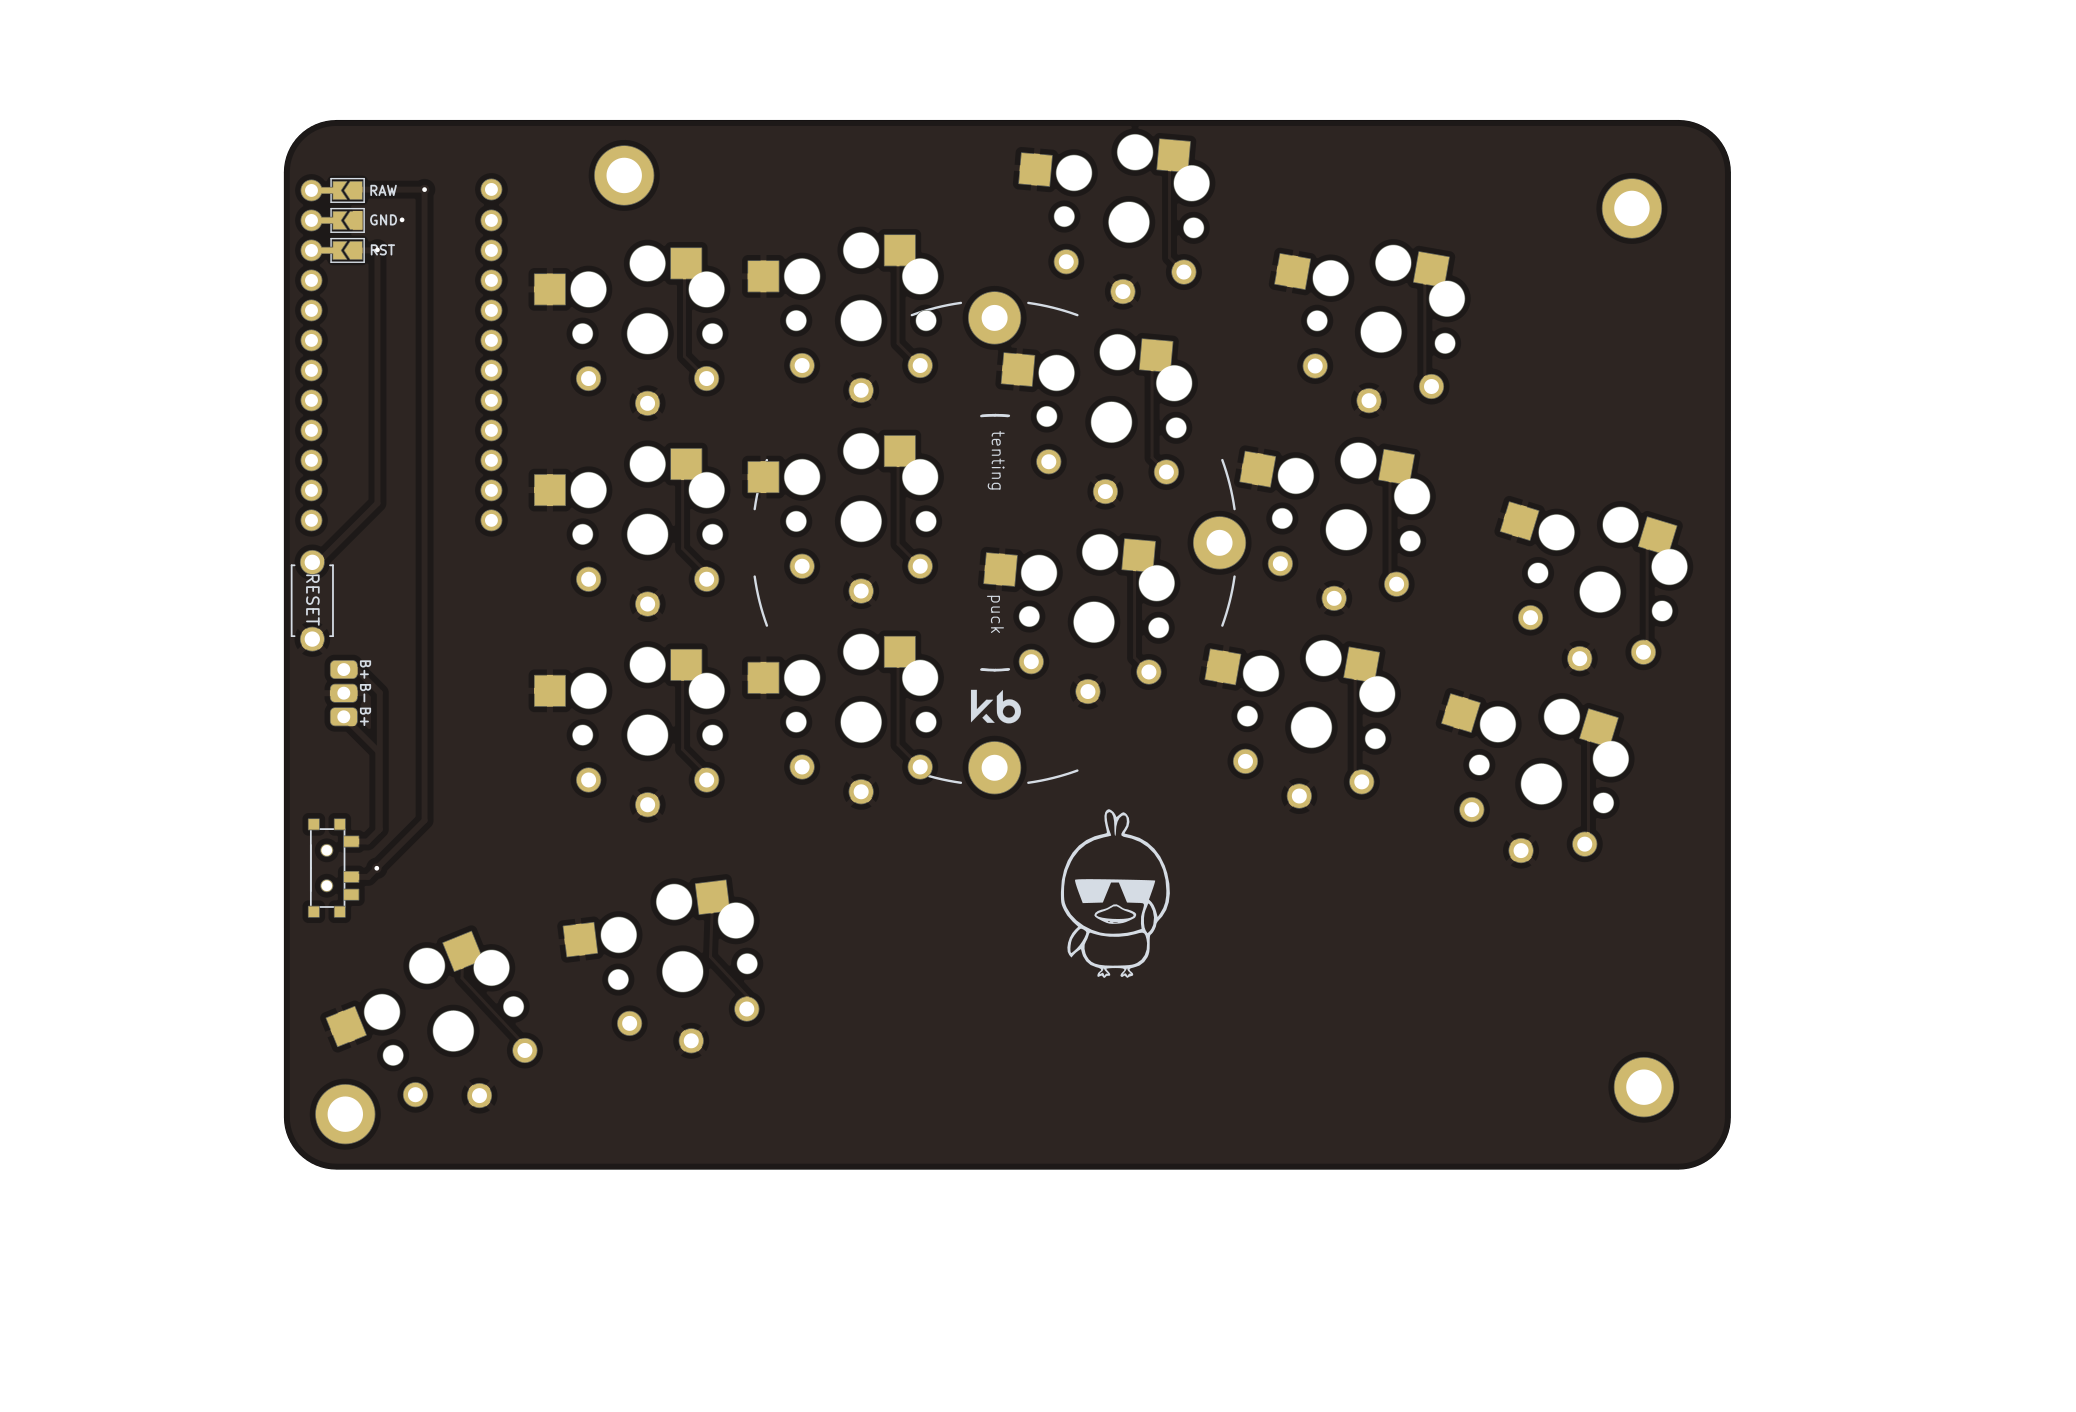 RAW
GND
RST
tenting
RESET
puck
B+
B-
B+
kb